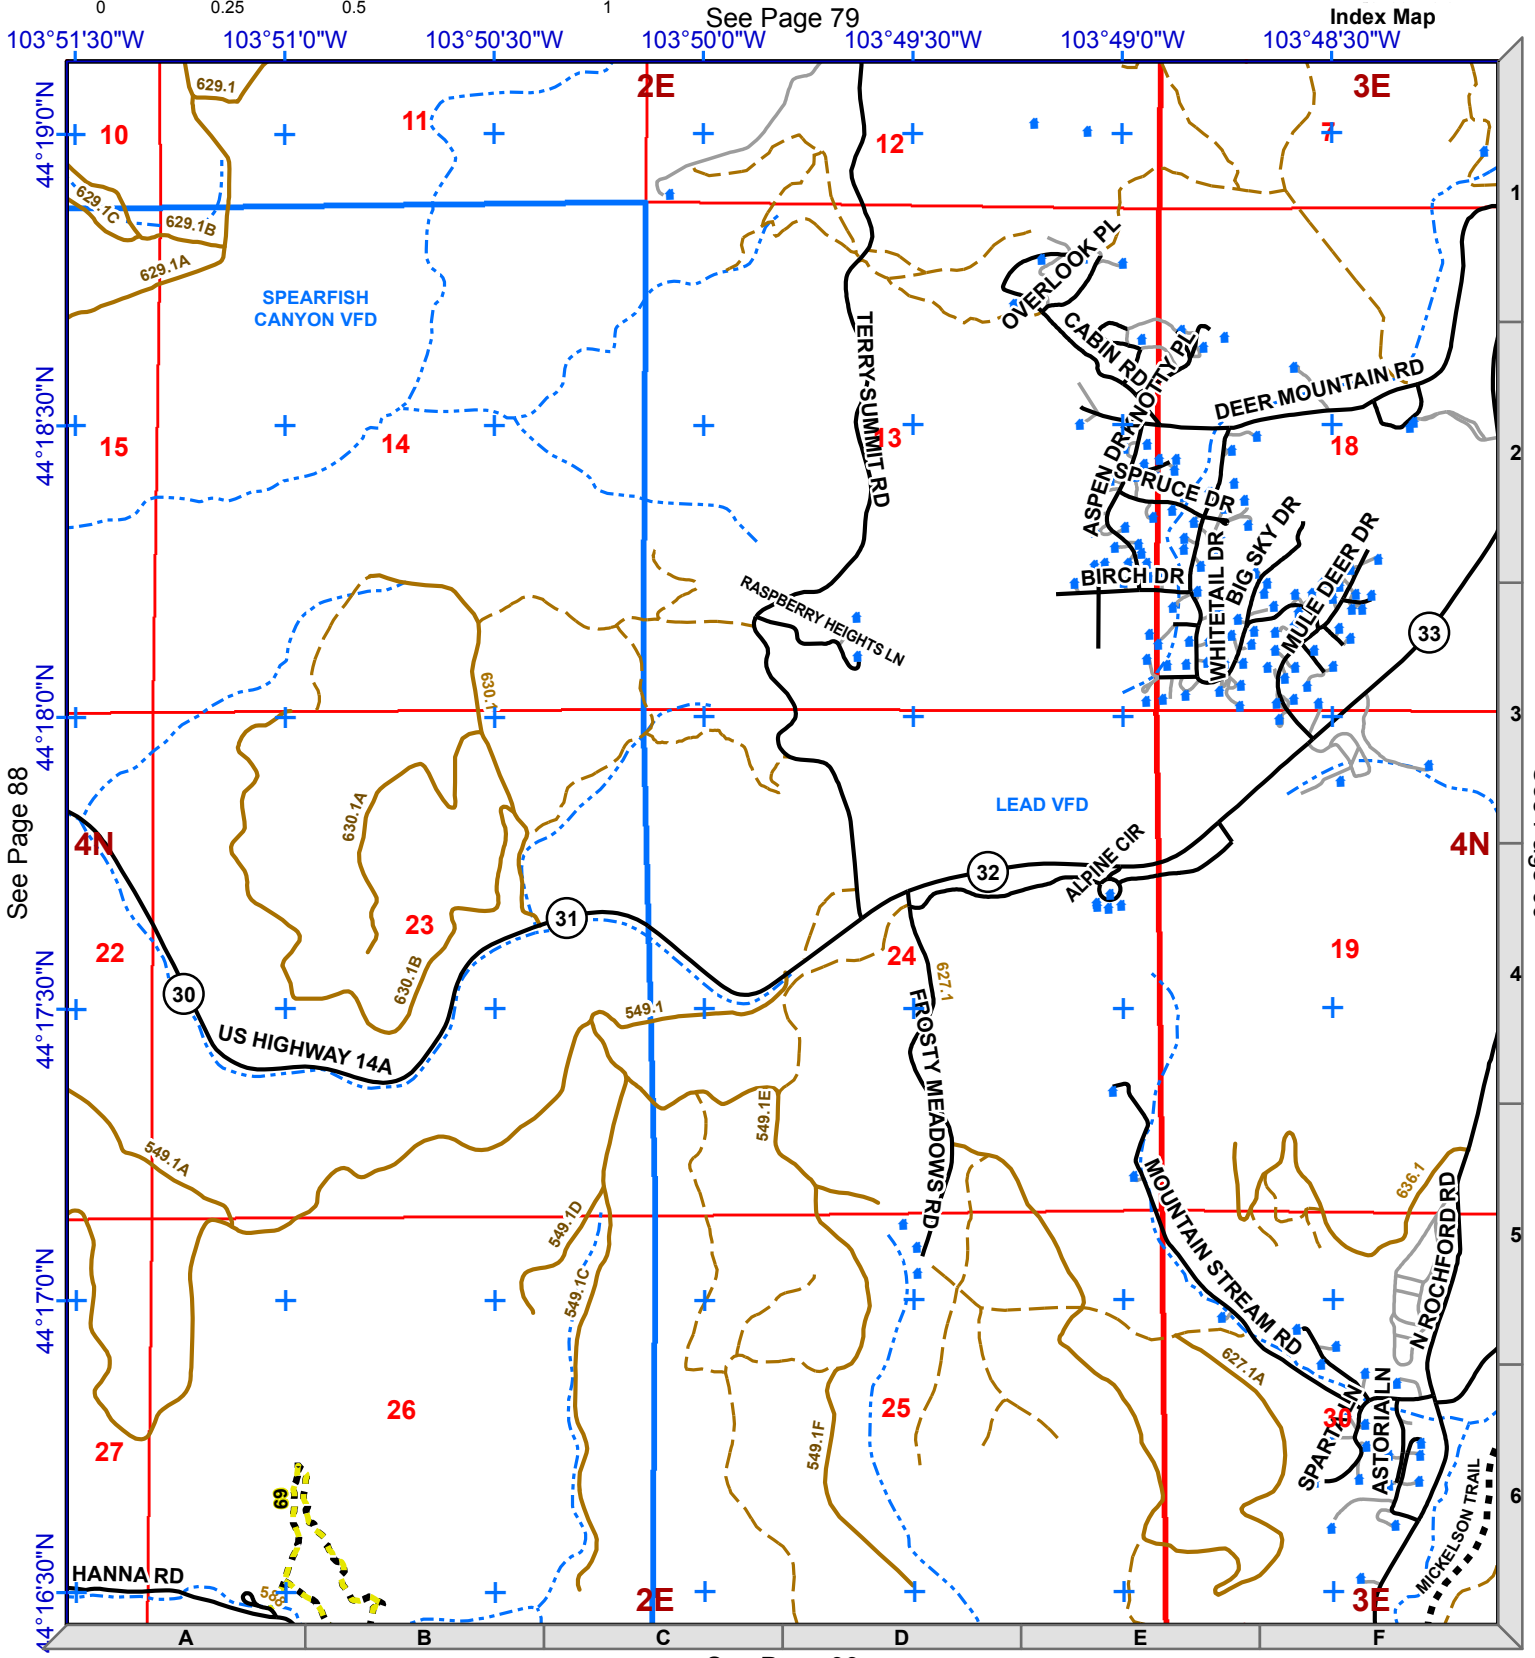 0 0.25 0.5 1
See Page 79
Index Map
103°51'30"W 103°51'0"W 103°50'30"W 103°50'0"W 103°49'30"W 103°49'0"W 103°48'30"W
629.1
2E
3E
11
10
12
7
44°19'0"N
1
629.1C
629.1B
629.1A
OVERLOOK PL
SPEARFISH
CANYON VFD
CABIN RD
KNOTTY PL
TERRY SUMMIT RD
DEER MOUNTAIN RD
44°18'30"N
15
14
13
18
2
ASPEN DR
SPRUCE DR
BIG SKY DR
MULE DEER DR
WHITETAIL DR
BIRCH DR
RASPBERRY HEIGHTS LN
33
630.1
44°18'0"N
3
See Page 88
630.1A
LEAD VFD
4N
4N
ALPINE CIR
32
31
23
22
24
19
44°17'30"N
4
630.1B
627.1
30
549.1
US HIGHWAY 14A
FROSTY MEADOWS RD
549.1E
549.1A
636.1
MOUNTAIN STREAM RD
N ROCHFORD RD
549.1D
549.1C
5
44°17'0"N
627.1A
26
25
30
27
549.1F
SPARTA LN
ASTORIA LN
69
6
MICKELSON TRAIL
44°16'30"N
HANNA RD
588
2E
3E
A B C D E F